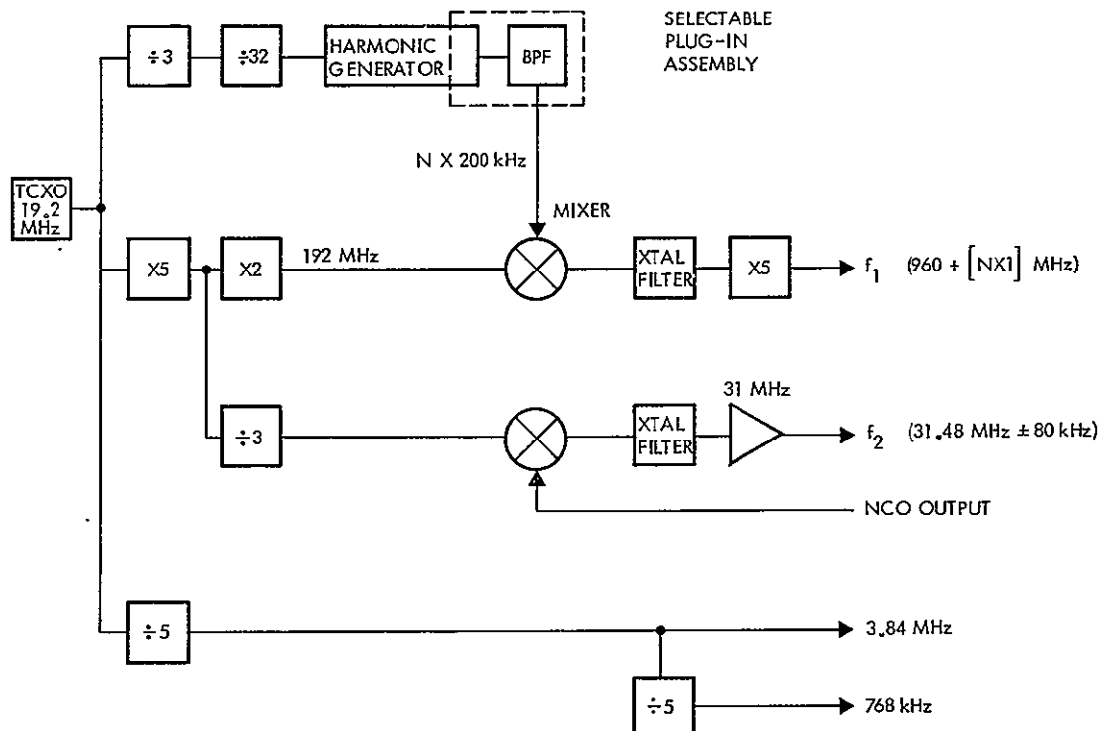 SELECTABLE
PLUG-IN
ASSEMBLY
÷3
÷32
HARMONIC
GENERATOR
BPF
N X 200 kHz
TCXO
19.2
MHz
MIXER
X5
X2
192 MHz
XTAL
FILTER
X5
f1 (960 + [NX1] MHz)
÷3
31 MHz
XTAL
FILTER
f2 (31.48 MHz ± 80 kHz)
NCO OUTPUT
÷5
3.84 MHz
÷5
768 kHz